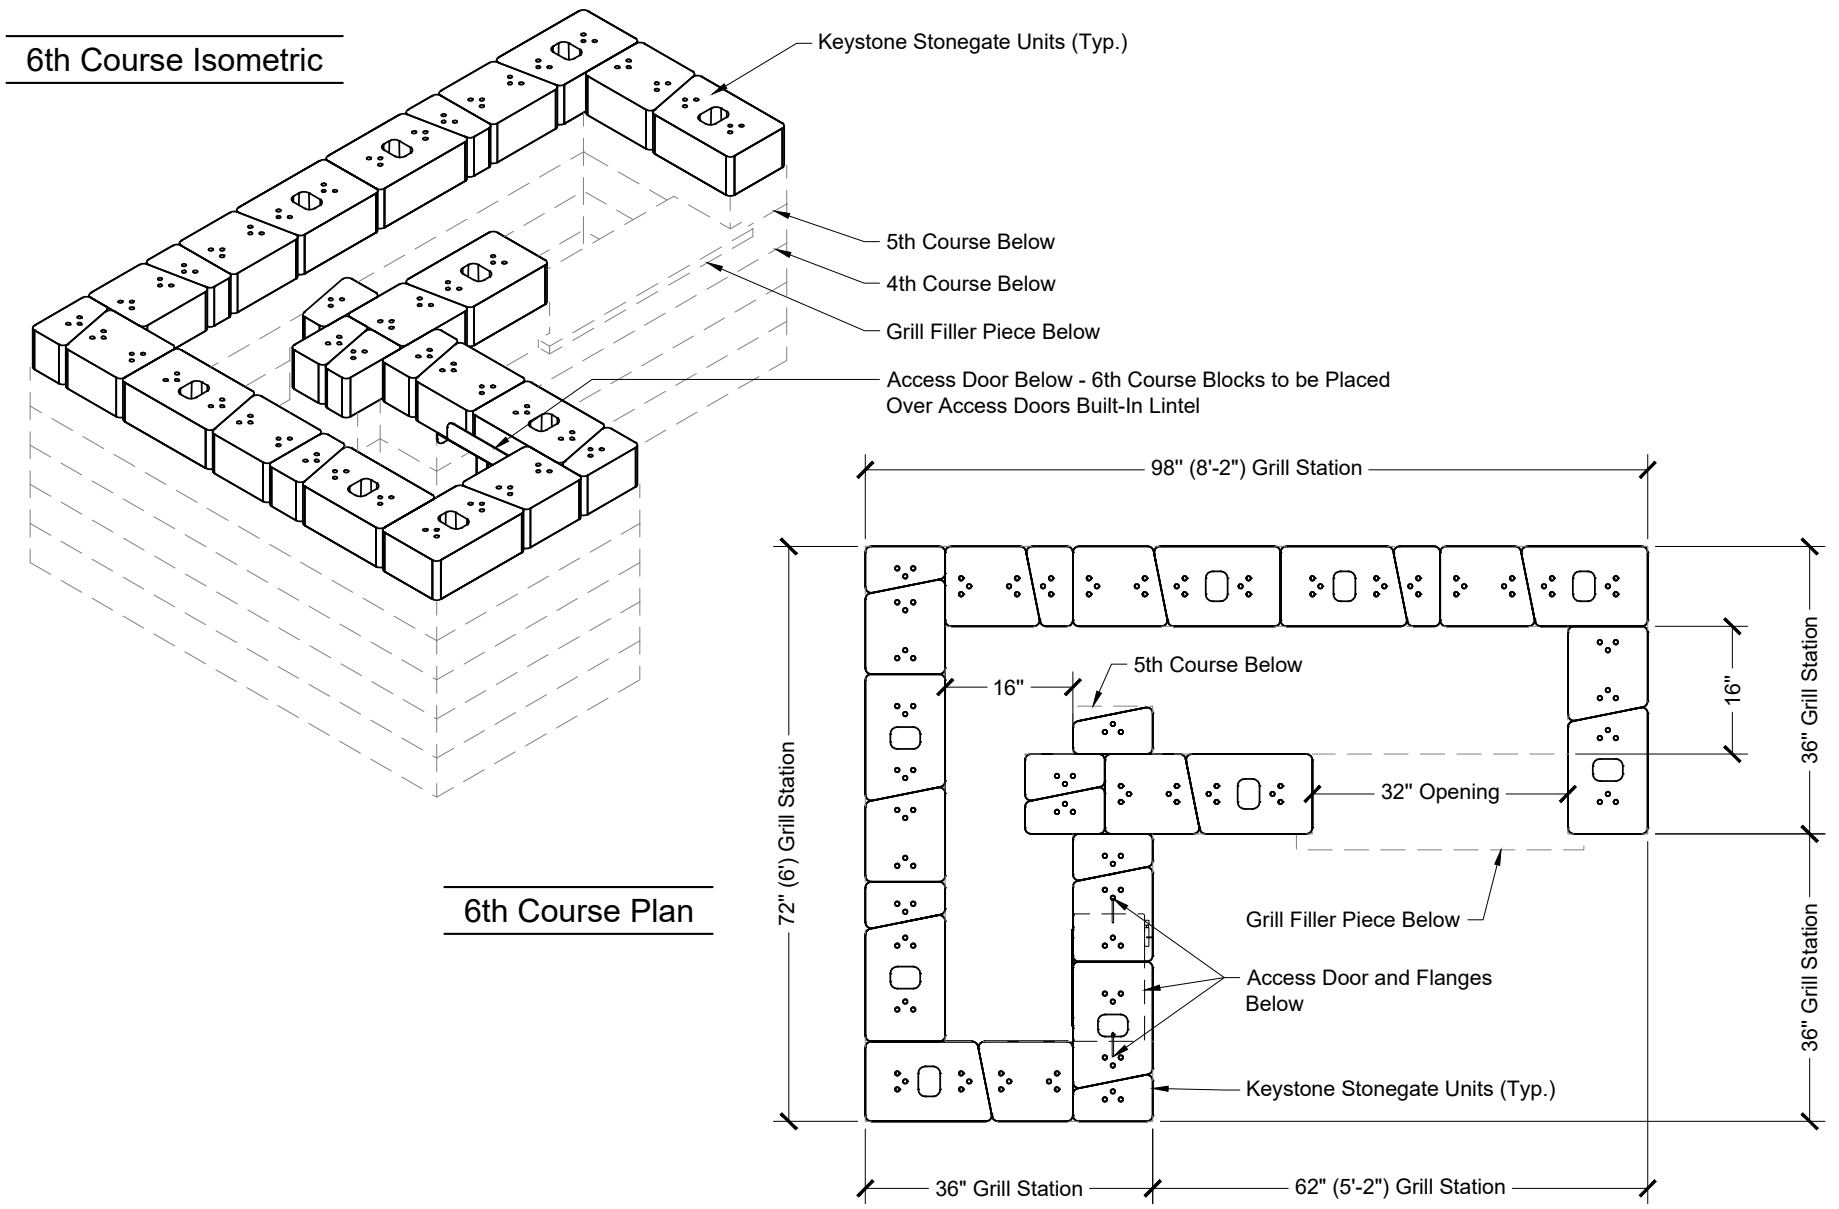 6th Course Isometric
Keystone Stonegate Units (Typ.)
5th Course Below
4th Course Below
Grill Filler Piece Below
Access Door Below - 6th Course Blocks to be Placed
Over Access Doors Built-In Lintel
98" (8'-2") Grill Station
5th Course Below
16"
16"
36" Grill Station
32" Opening
72" (6') Grill Station
6th Course Plan
Grill Filler Piece Below
Access Door and Flanges
Below
36" Grill Station
Keystone Stonegate Units (Typ.)
36" Grill Station
62" (5'-2") Grill Station